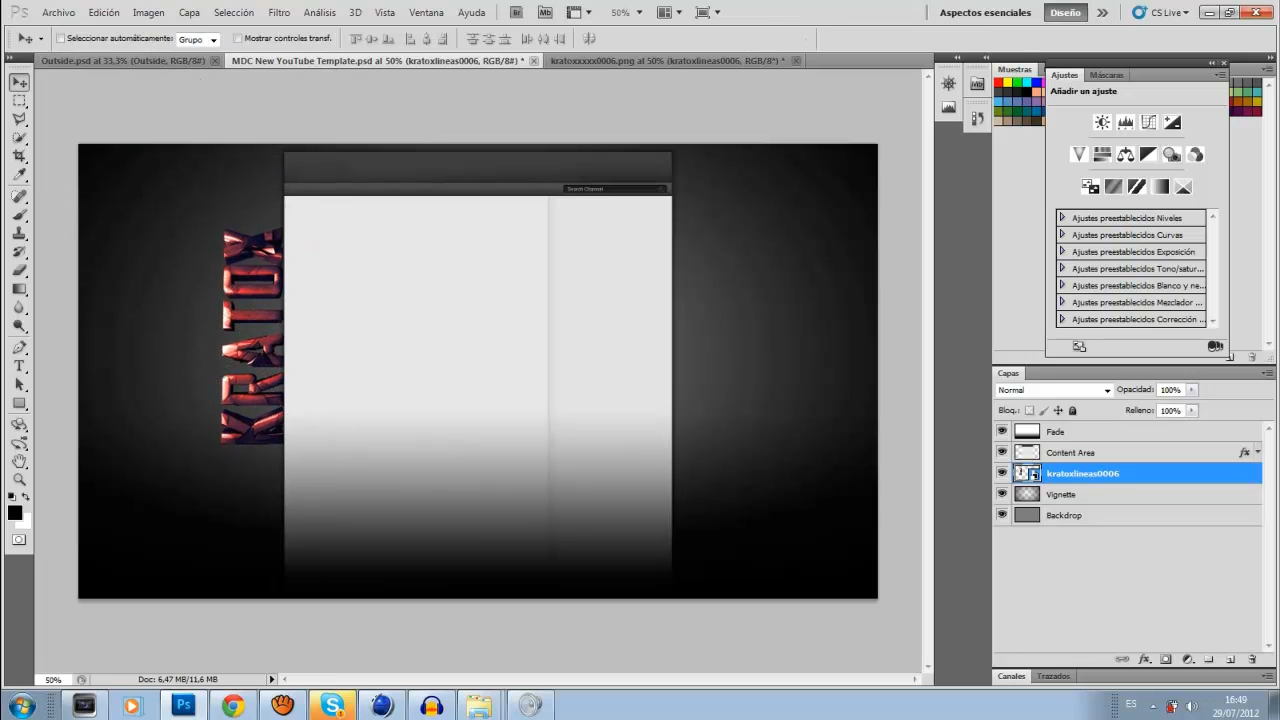 Ps Archivo Edición Imagen Capa Selección Filtro Análisis 3D Vista Ventana Ayuda Br Mb 50% Aspectos esenciales Diseño CS Live
Seleccionar automáticamente: Grupo Mostrar controles transf.
Outside.psd al 33,3% (Outside, RGB/8#) MDC New YouTube Template.psd al 50% (kratoxlineas0006, RGB/8#) * kratoxxxxx0006.png al 50% (kratoxlineas0006, RGB/8*) *
Muestras
Ajustes Máscaras
Añadir un ajuste
Search Channel
Ajustes preestablecidos Niveles
Ajustes preestablecidos Curvas
Ajustes preestablecidos Exposición
Ajustes preestablecidos Tono/satur...
Ajustes preestablecidos Blanco y ne...
Ajustes preestablecidos Mezclador ...
Ajustes preestablecidos Corrección ...
KRATOX
Capas
Normal Opacidad: 100%
Bloq.: Relleno: 100%
Fade
Content Area fx
kratoxlineas0006
Vignette
Backdrop
50% Doc: 6,47 MB/11,6 MB
Canales Trazados
ES 16:49
29/07/2012